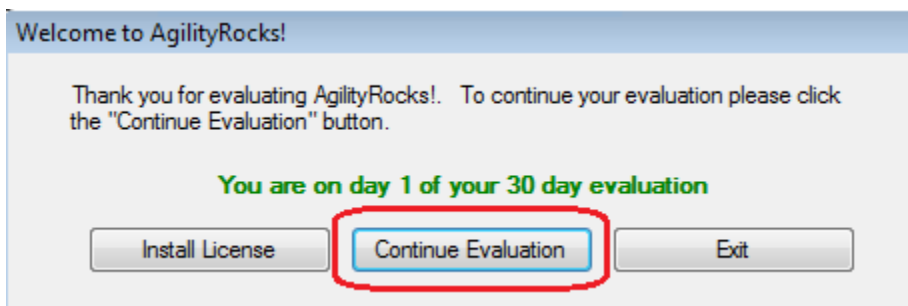 Welcome to AgilityRocks!
Thank you for evaluating AgilityRocks!. To continue your evaluation please click
the "Continue Evaluation" button.
You are on day 1 of your 30 day evaluation
Install License
Continue Evaluation
Exit